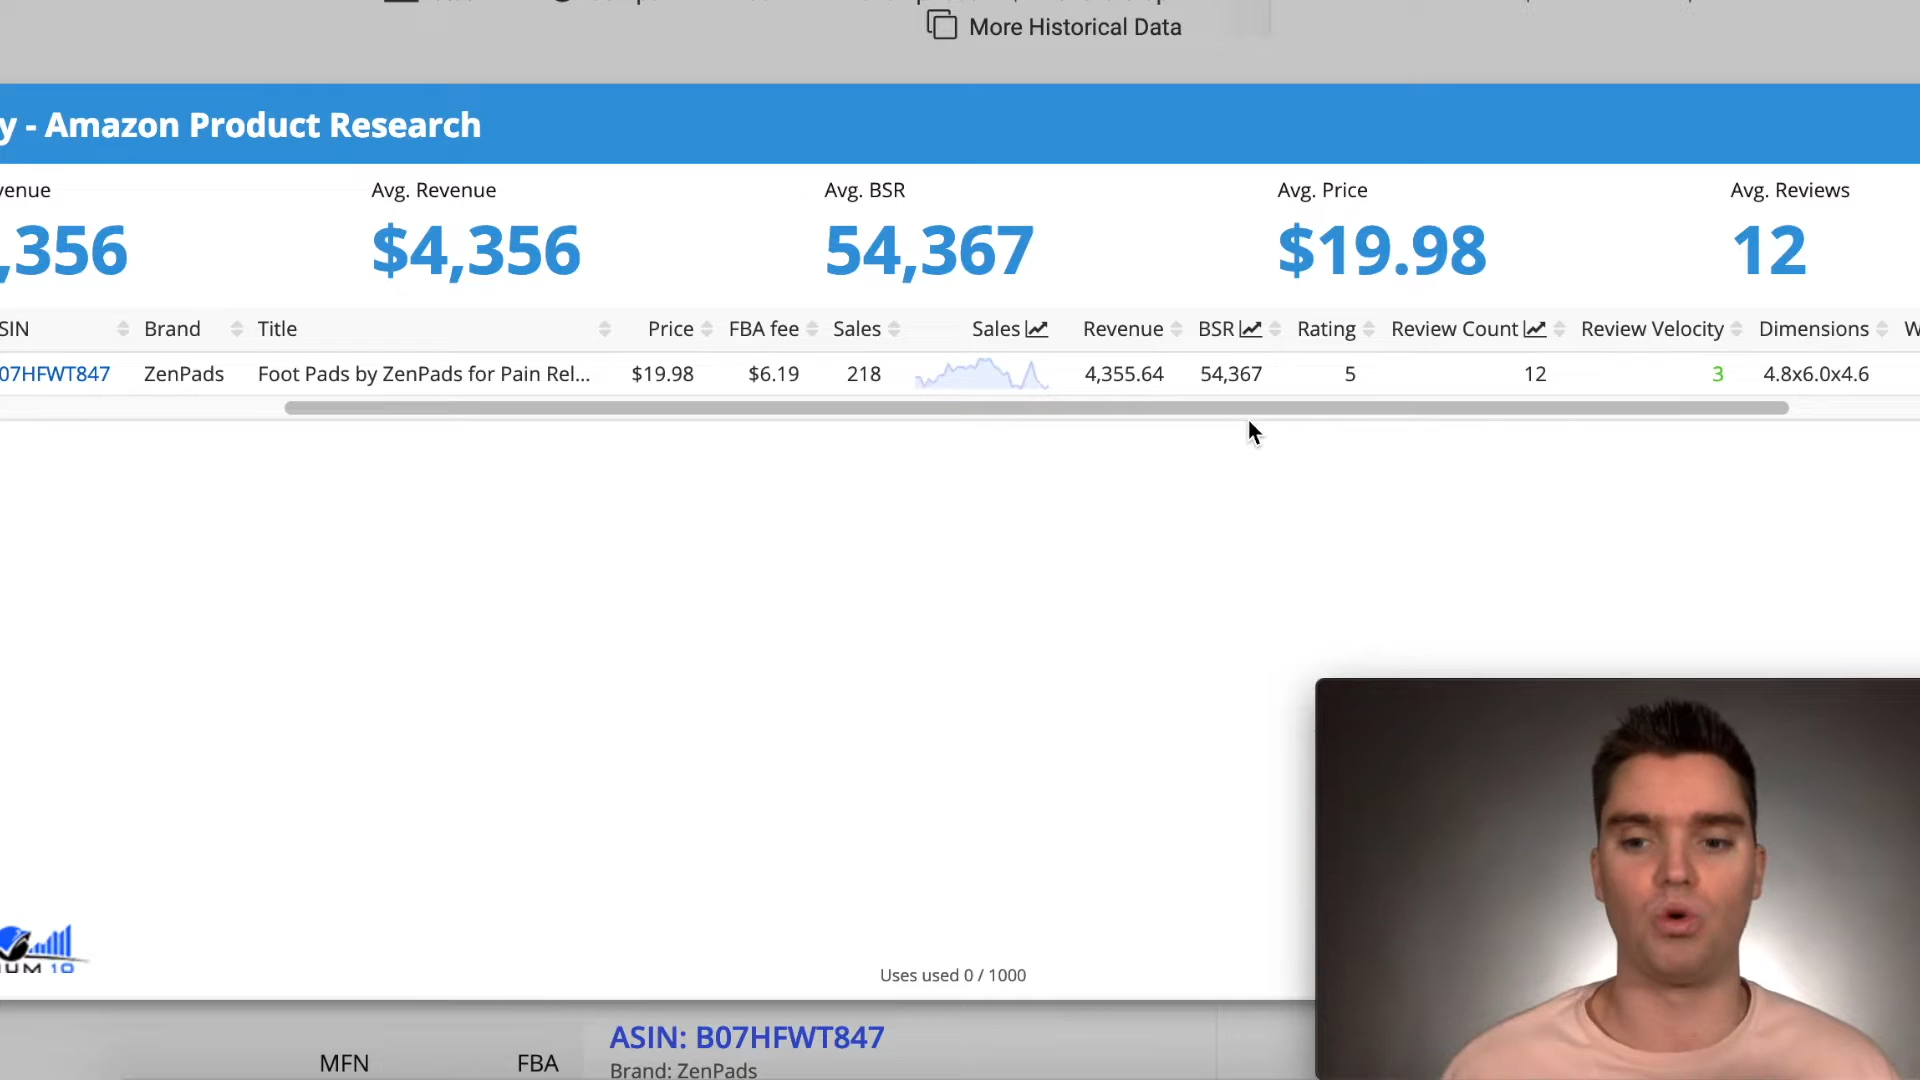 More Historical Data
y - Amazon Product Research
venue
Avg. Revenue
Avg. BSR
Avg. Price
Avg. Reviews
,356
$4,356
54,367
$19.98
12
SIN Brand Title Price FBA fee Sales Sales Revenue BSR Rating Review Count Review Velocity Dimensions W
07HFWT847 ZenPads Foot Pads by ZenPads for Pain Rel... $19.98 $6.19 218 4,355.64 54,367 5 12 3 4.8x6.0x4.6
IUM 10
Uses used 0 / 1000
ASIN: B07HFWT847
MFN FBA
Brand: ZenPads